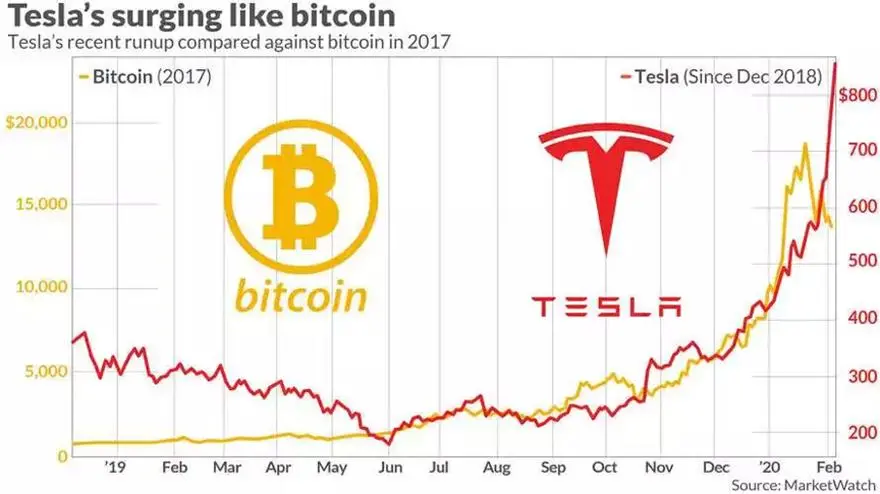 Tesla's surging like bitcoin
Tesla's recent runup compared against bitcoin in 2017
Bitcoin (2017)
Tesla (Since Dec 2018)
$20,000
15,000
10,000
5,000
0
bitcoin
TESLA
$800
700
600
500
400
300
200
'19 Feb Mar Apr May Jun Jul Aug Sep Oct Nov Dec '20 Feb
Source: MarketWatch